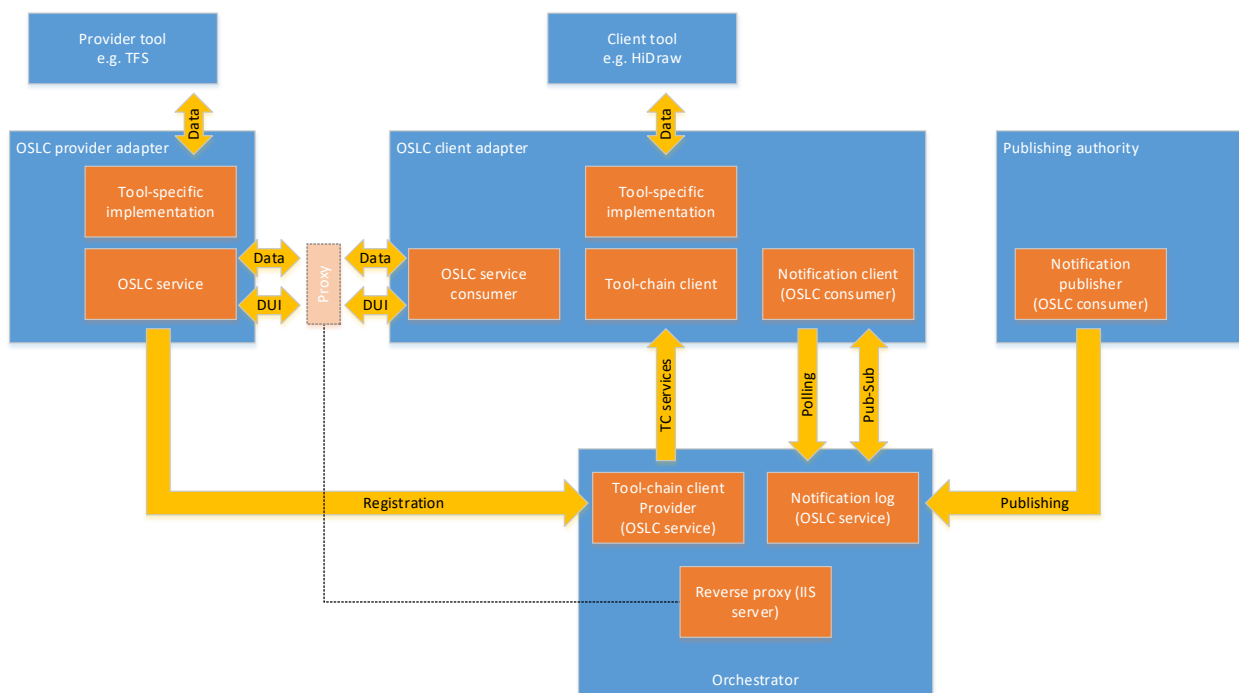 Provider tool
e.g. TFS
Client tool
e.g. HiDraw
Data
Data
OSLC provider adapter
OSLC client adapter
Publishing authority
Tool-specific
implementation
Tool-specific
implementation
OSLC service
Data
DUI
Proxy
Data
DUI
OSLC service
consumer
Tool-chain client
Notification client
(OSLC consumer)
Notification
publisher
(OSLC consumer)
TC services
Polling
Pub-Sub
Registration
Tool-chain client
Provider
(OSLC service)
Notification log
(OSLC service)
Publishing
Reverse proxy (IIS
server)
Orchestrator